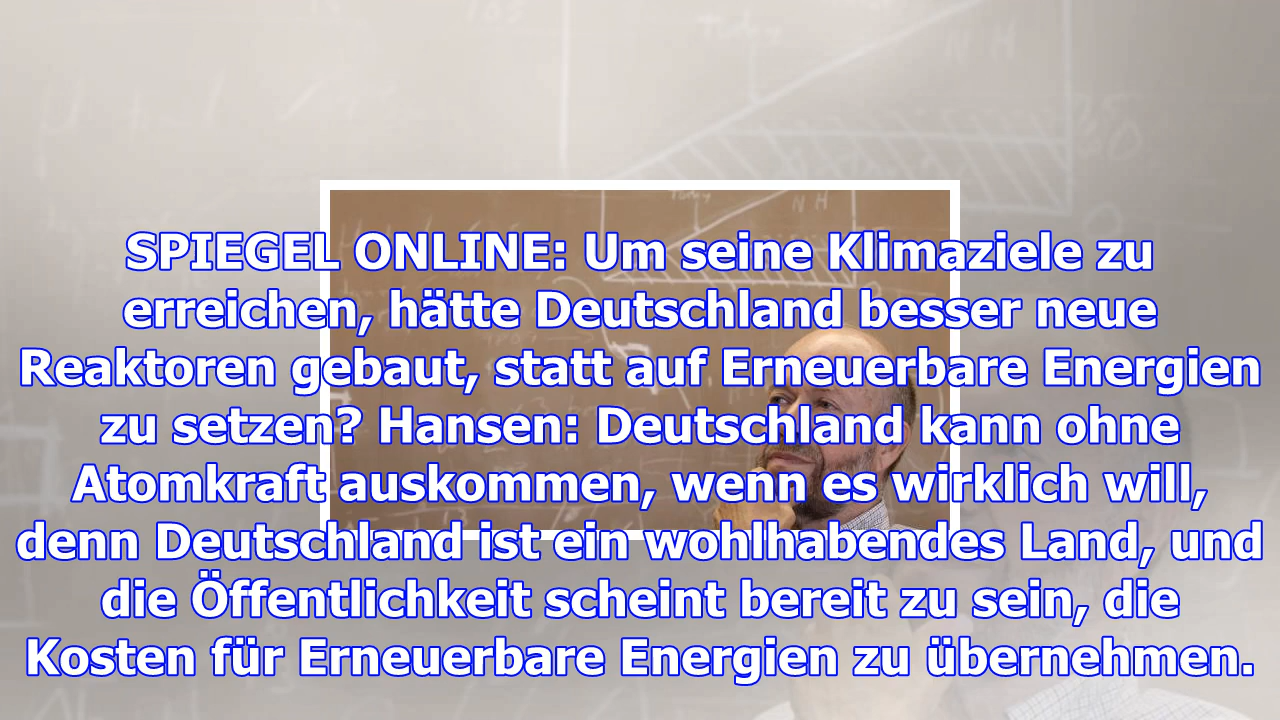 SPIEGEL ONLINE: Um seine Klimaziele zu
erreichen, hätte Deutschland besser neue
Reaktoren gebaut, statt auf Erneuerbare Energien
zu setzen? Hansen: Deutschland kann ohne
Atomkraft auskommen, wenn es wirklich will,
denn Deutschland ist ein wohlhabendes Land, und
die Öffentlichkeit scheint bereit zu sein, die
Kosten für Erneuerbare Energien zu übernehmen.